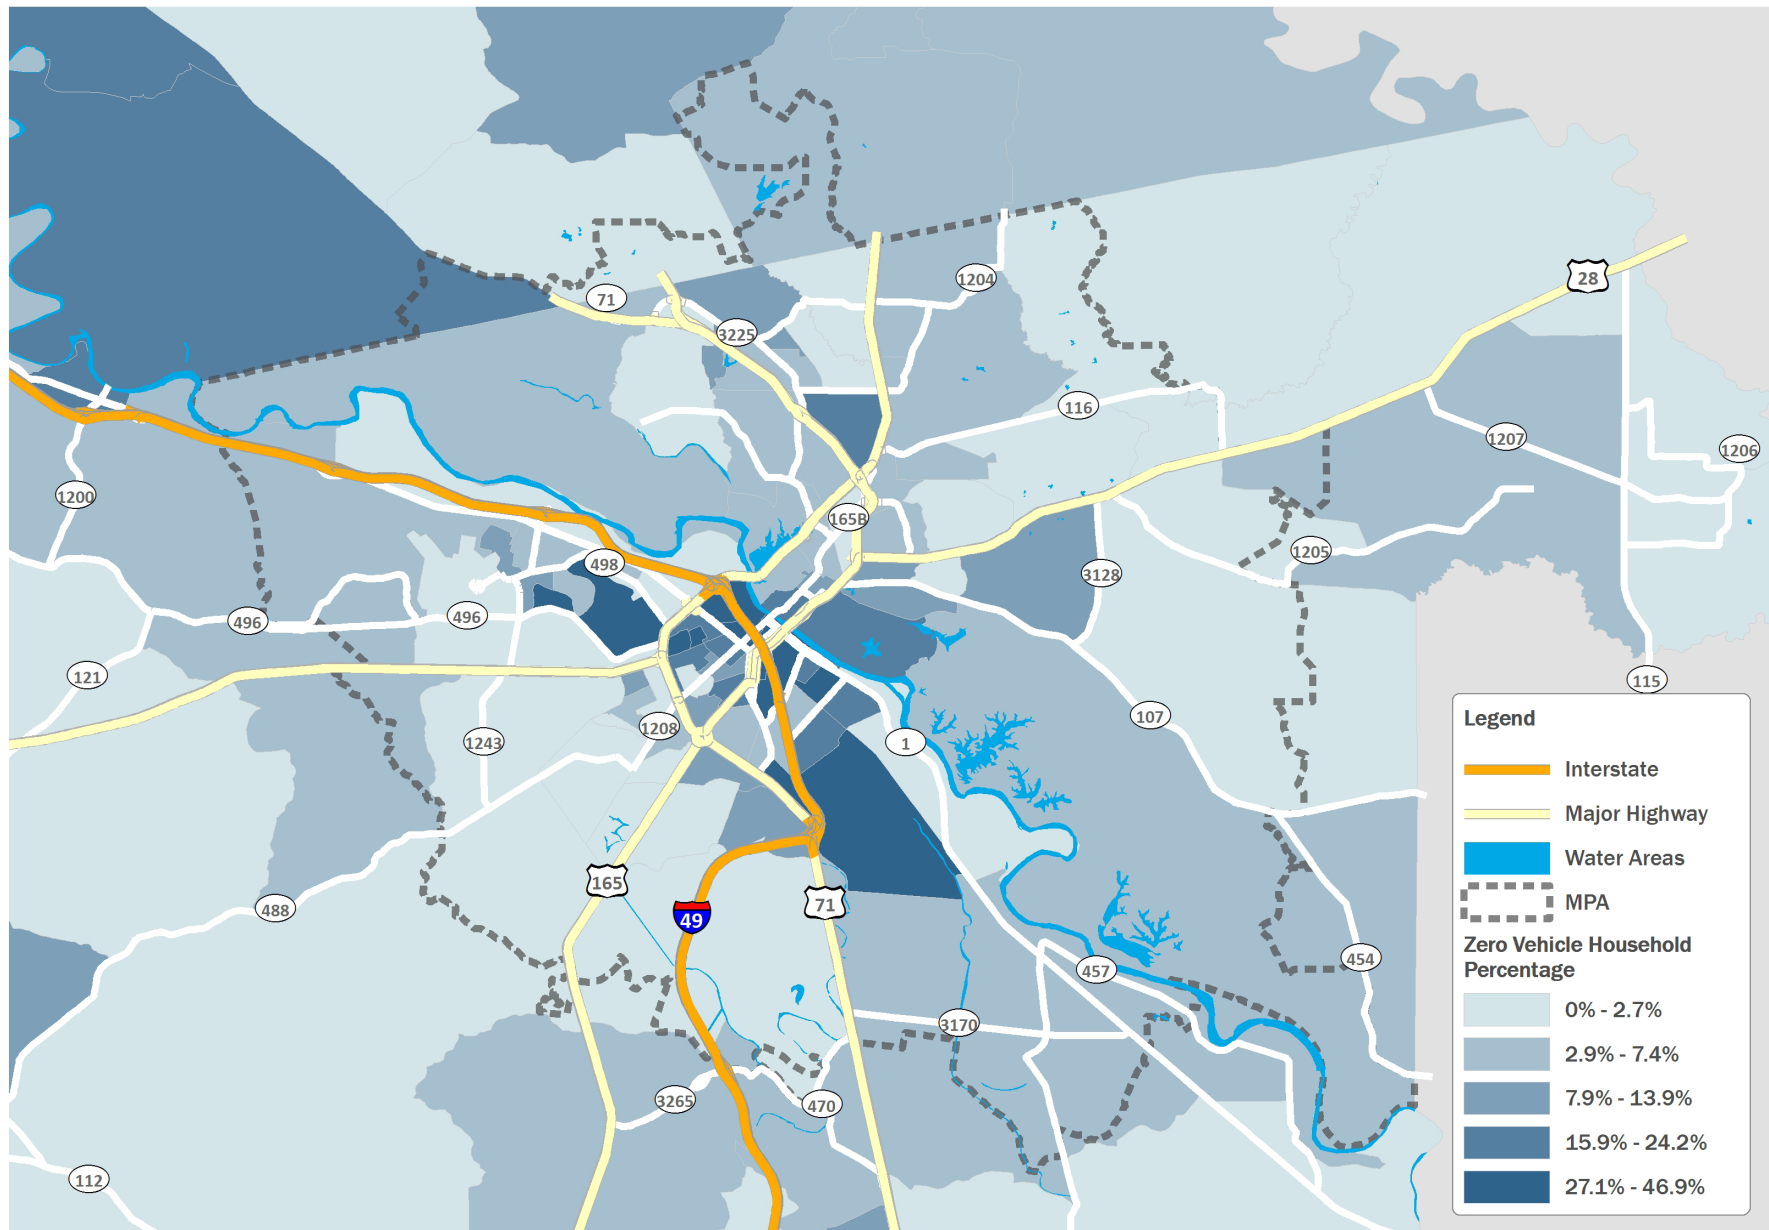 28
1204
71
3225
116
1207
1206
1200
165B
1205
498
3128
496
496
121
115
107
1208
1243
1
165
71
49
488
454
457
3170
3265
470
112
Legend
Interstate
Major Highway
Water Areas
MPA
Zero Vehicle Household
Percentage
0% - 2.7%
2.9% - 7.4%
7.9% - 13.9%
15.9% - 24.2%
27.1% - 46.9%